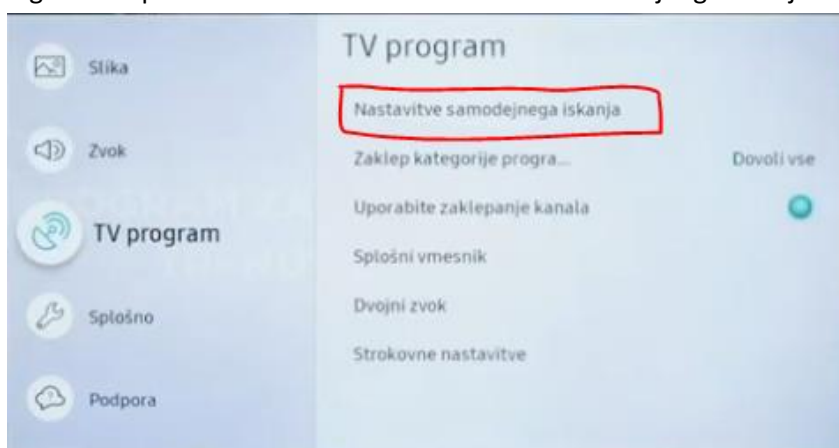 Slika
Zvok
TV program
Splošno
Podpora
TV program
Nastavitve samodejnega iskanja
Zaklep kategorije progra...
Dovoli vse
Uporabite zaklepanje kanala
Splošni vmesnik
Dvojni zvok
Strokovne nastavitve